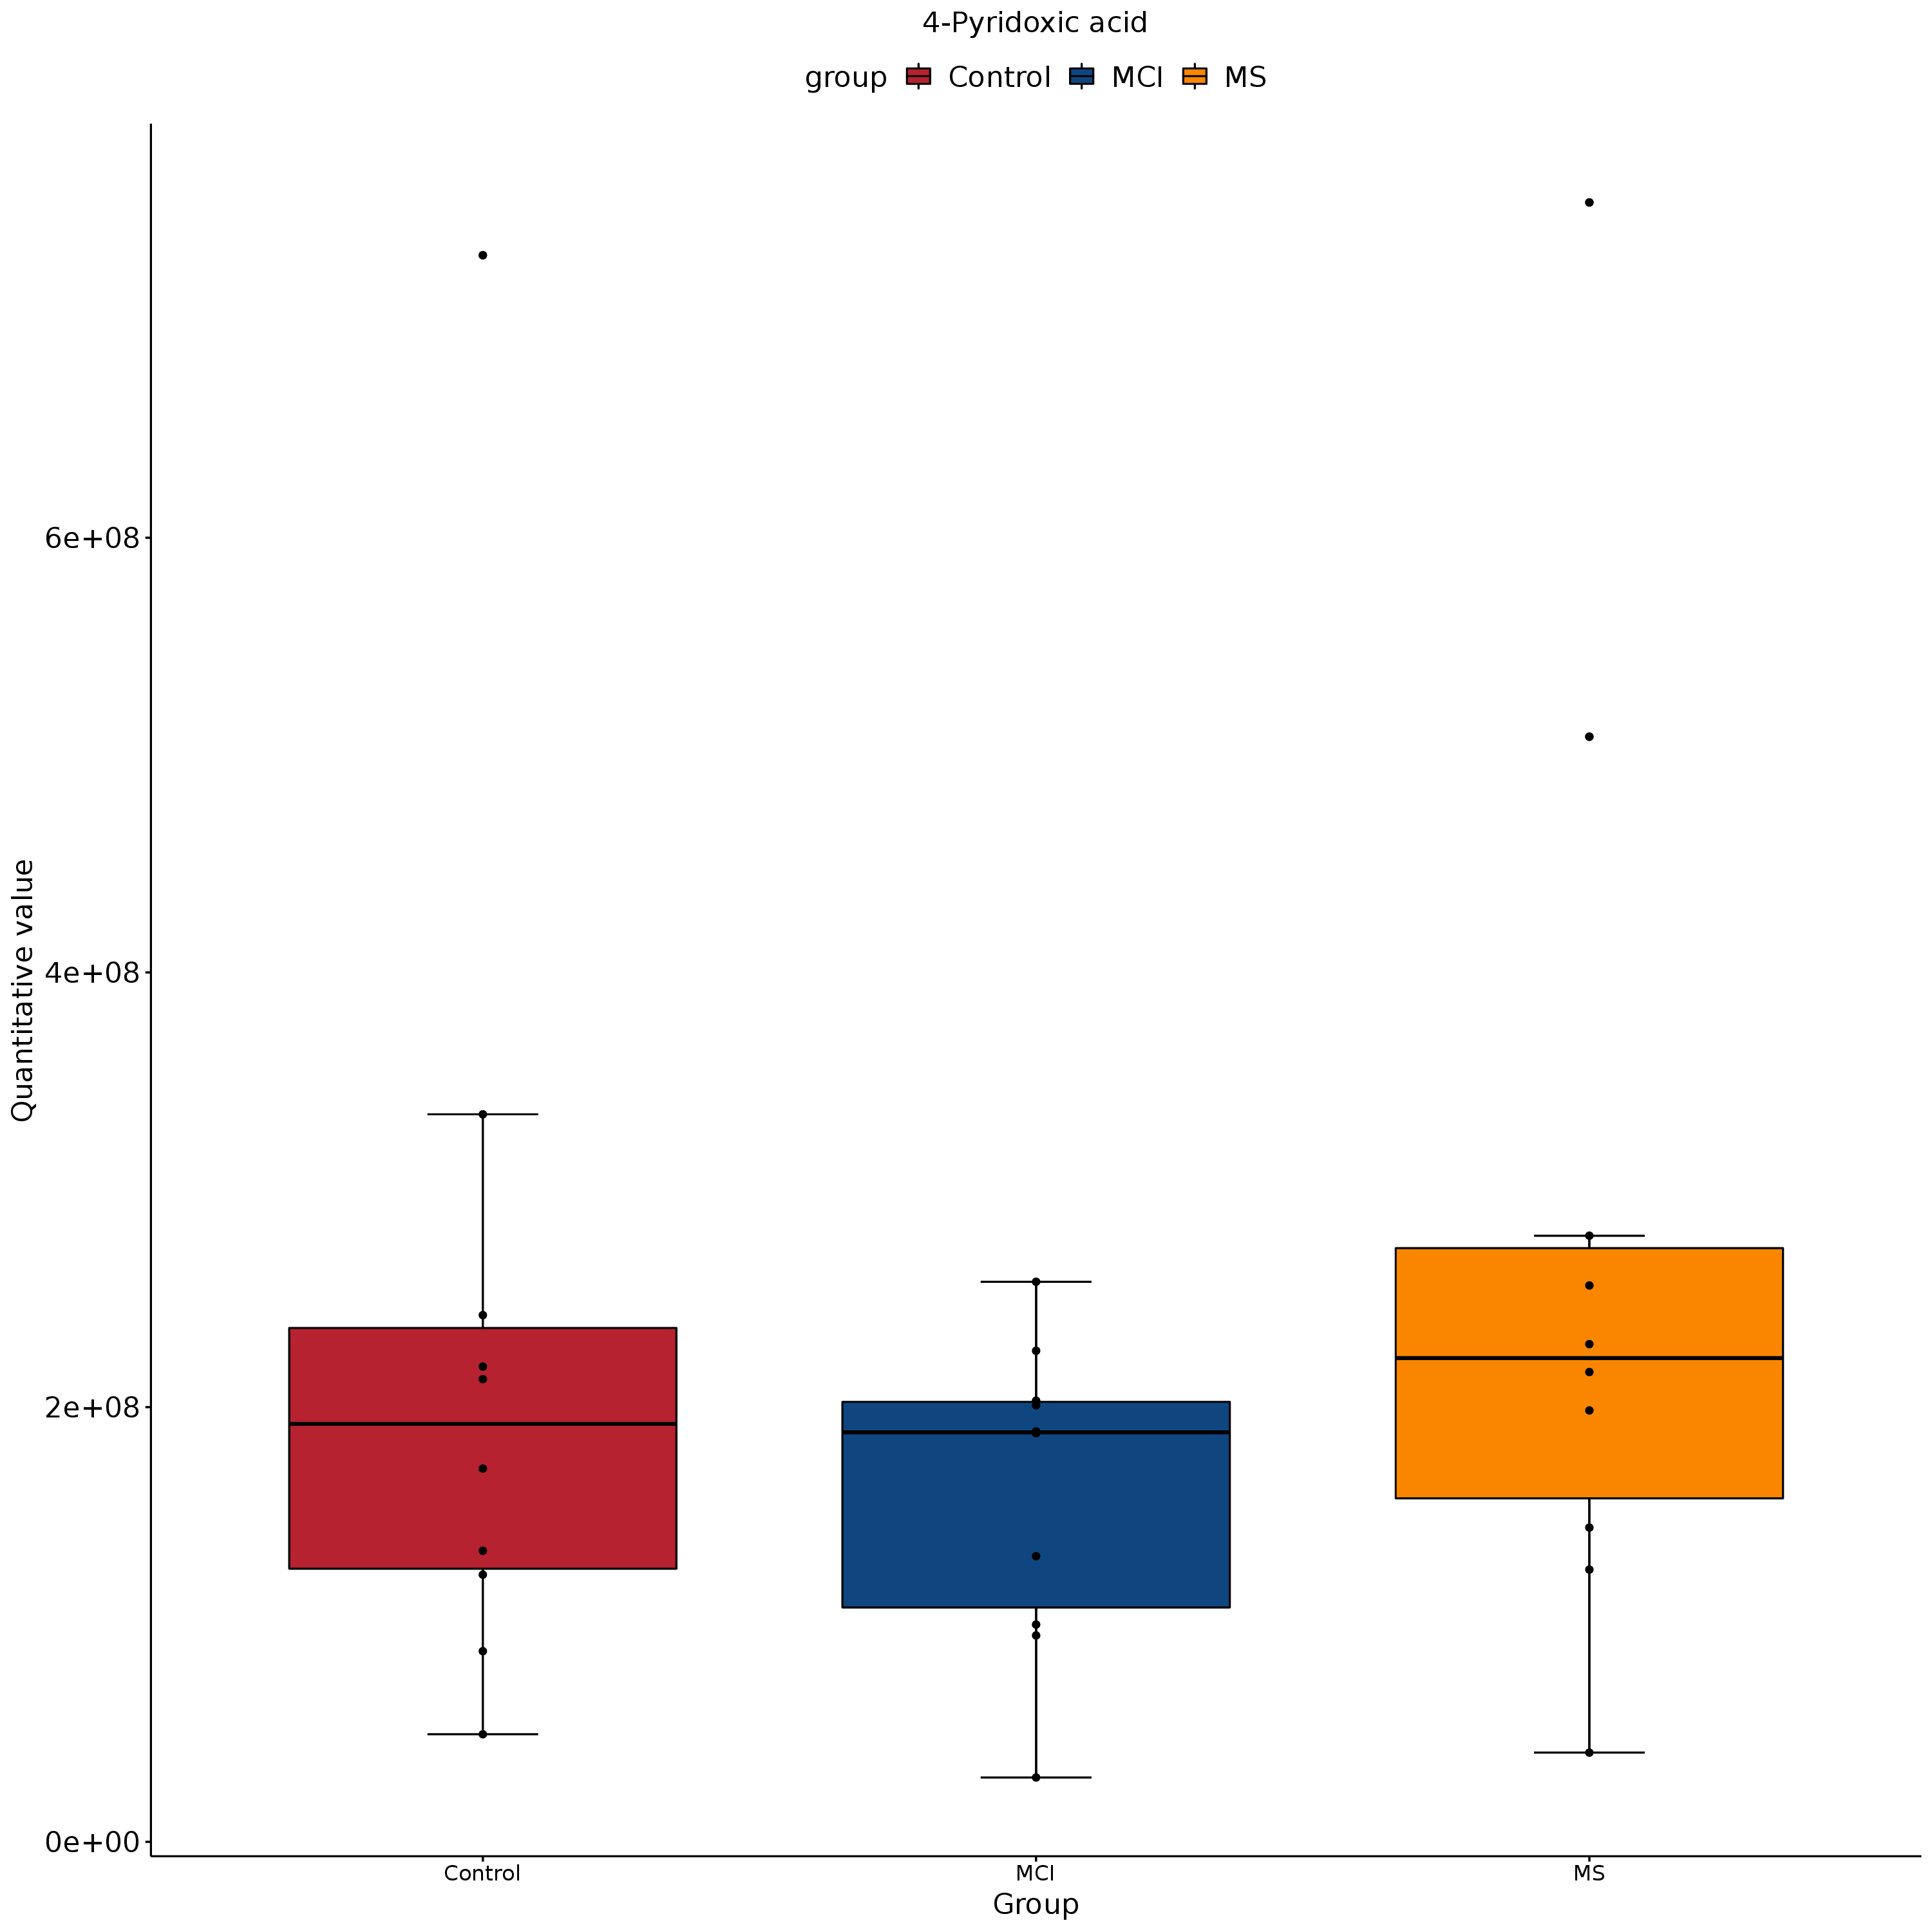 4-Pyridoxic acid
group Control MCI MS
Quantitative value
6e+08
4e+08
2e+08
0e+00
Control MCI MS
Group